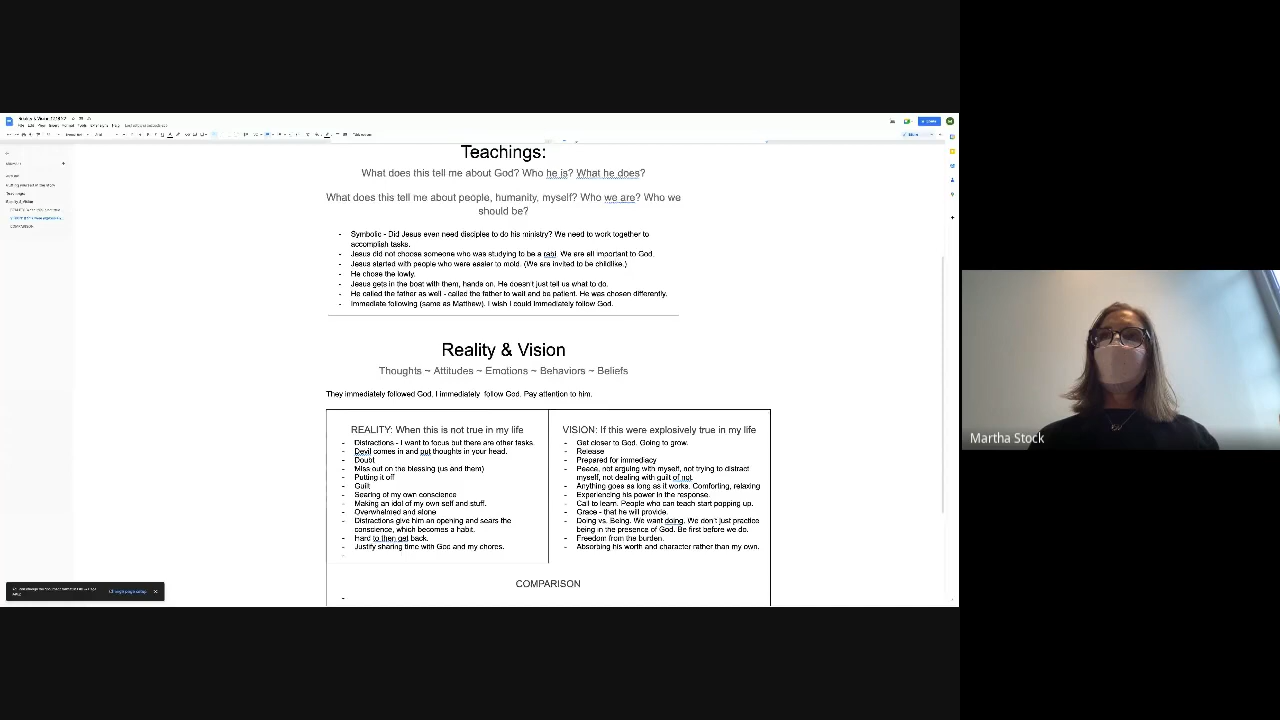 Teachings:
What does this tell me about God? Who he is? What he does?
What does this tell me about people, humanity, myself? Who we are? Who we
should be?
- Symbolic - Did Jesus even need disciples to do his ministry? We need to work together to
accomplish tasks.
- Jesus did not choose someone who was studying to be a rabi. We are all important to God.
- Jesus started with people who were easier to mold. (We are invited to be childlike.)
- He chose the lowly.
- Jesus gets in the boat with them, hands on. He doesn't just tell us what to do.
- He called the father as well - called the father to wait and be patient. He was chosen differently.
- Immediate following (same as Matthew). I wish I could immediately follow God.
Reality & Vision
Thoughts ~ Attitudes ~ Emotions ~ Behaviors ~ Beliefs
They immediately followed God. I immediately follow God. Pay attention to him.
REALITY: When this is not true in my life
- Distractions - I want to focus but there are other tasks.
- Devil comes in and put thoughts in your head.
- Doubt
- Miss out on the blessing (us and them)
- Putting it off
- Guilt
- Searing of my own conscience
- Making an idol of my own self and stuff.
- Overwhelmed and alone
- Distractions give him an opening and sears the
conscience, which becomes a habit.
- Hard to then get back.
- Justify sharing time with God and my chores.
-
VISION: If this were explosively true in my life
- Get closer to God. Going to grow.
- Release
- Prepared for immediacy
- Peace, not arguing with myself, not trying to distract
myself, not dealing with guilt of not.
- Anything goes as long as it works. Comforting, relaxing
- Experiencing his power in the response.
- Call to learn. People who can teach start popping up.
- Grace - that he will provide.
- Doing vs. Being. We want doing. We don't just practice
being in the presence of God. Be first before we do.
- Freedom from the burden.
- Absorbing his worth and character rather than my own.
COMPARISON
-
Change page setup
Martha Stock